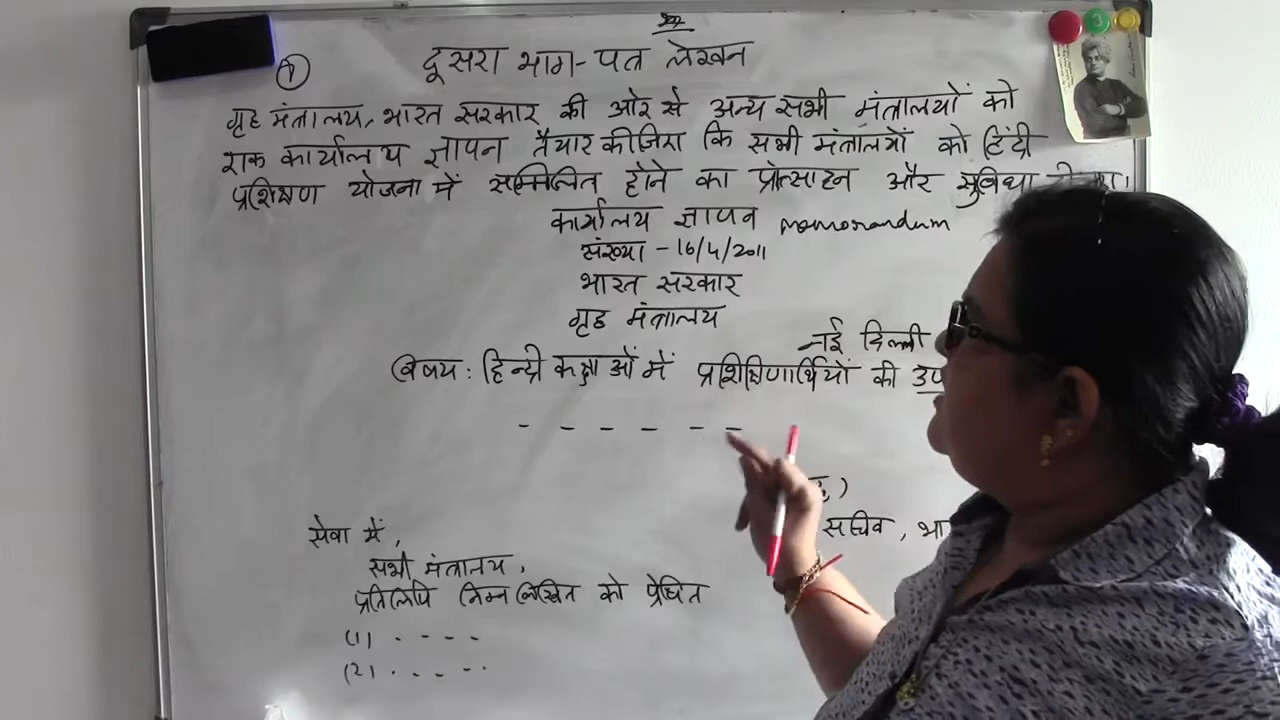 दूसरा भाग - पत्र लेखन
गृह मंत्रालय, भारत सरकार की ओर से अन्य सभी मंत्रालयों को
एक कार्यालय ज्ञापन तैयार कीजिए कि सभी मंत्रालयों को हिंदी
प्रशिक्षण योजना में सम्मिलित होने का प्रोत्साहन और सुविधा
कार्यालय ज्ञापन memorandum
संख्या - 16/4/2011
भारत सरकार
गृह मंत्रालय
नई दिल्ली
विषय : हिन्दी कक्षाओं में प्रशिक्षिणार्थियों की
सचिव,
सेवा में,
सभी मंत्रालय,
प्रतिलिपि निम्नलिखित को प्रेषित
(1) . - - - -
(2) . . - - . .
3